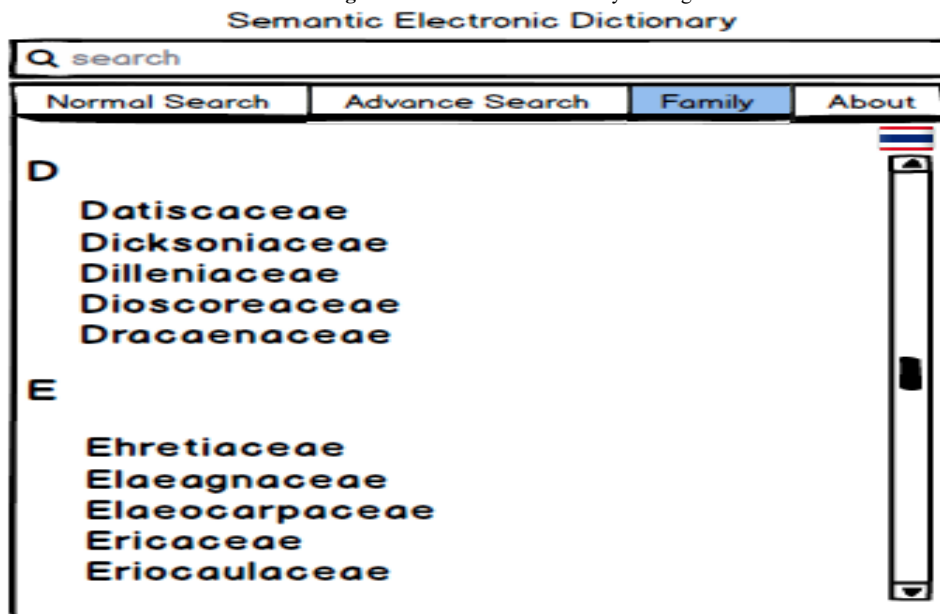 Semantic Electronic Dictionary
search
Normal Search Advance Search Family About
D
Datiscaceae
Dicksoniaceae
Dilleniaceae
Dioscoreaceae
Dracaenaceae
E
Ehretiaceae
Elaeagnaceae
Elaeocarpaceae
Ericaceae
Eriocaulaceae